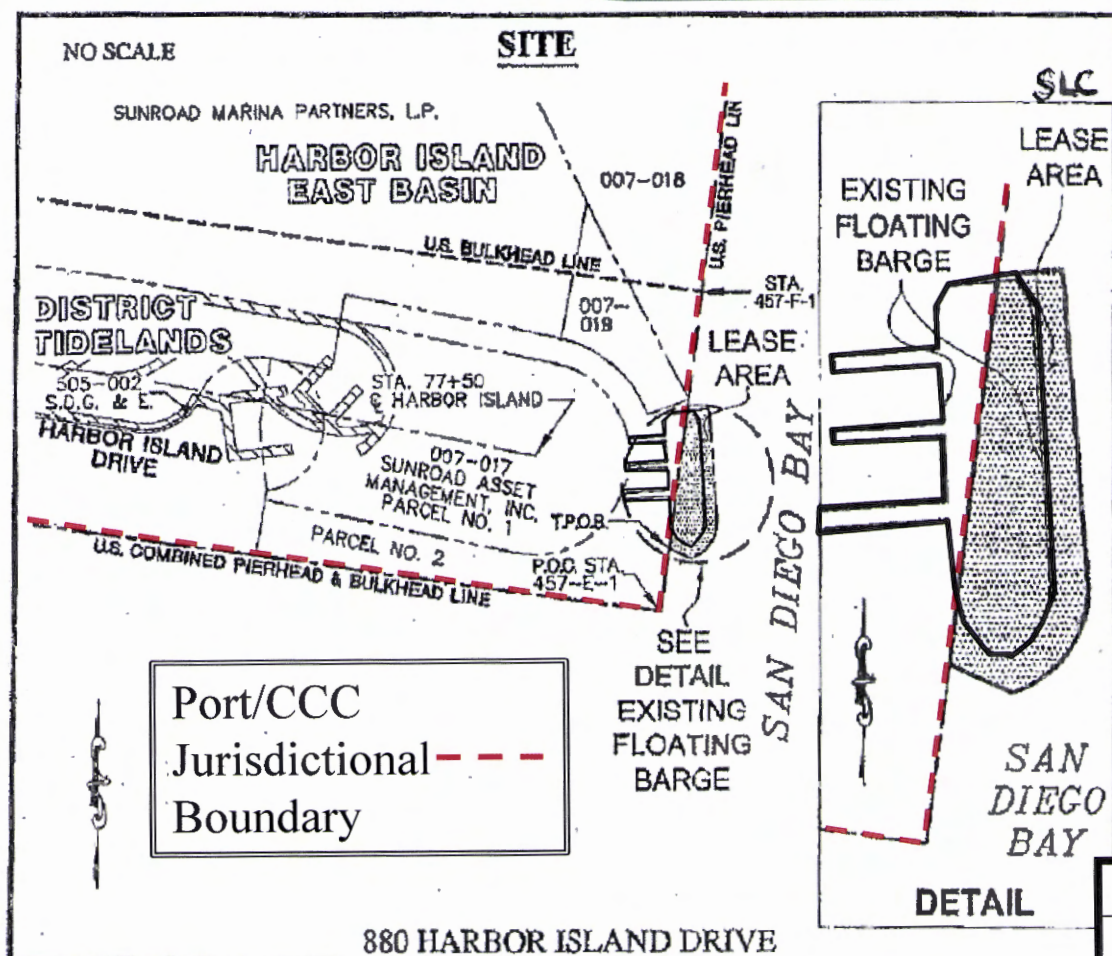 NO SCALE
SITE
SUNROAD MARINA PARTNERS, L.P.
HARBOR ISLAND
EAST BASIN
007-018
U.S. PIERHEAD LIN
U.S. BULKHEAD LINE
STA.
457-F-1
007-
018
DISTRICT
TIDELANDS
505-002
S.D.G. & E.
HARBOR ISLAND
DRIVE
STA. 77+50
℄ HARBOR ISLAND
LEASE
AREA
007-017
SUNROAD ASSET
MANAGEMENT, INC.
PARCEL NO. 1
PARCEL NO. 2
T.P.O.B.
P.O.C. STA.
457-E-1
U.S. COMBINED PIERHEAD & BULKHEAD LINE
SEE
DETAIL
EXISTING
FLOATING
BARGE
SAN DIEGO BAY
Port/CCC
Jurisdictional
Boundary
880 HARBOR ISLAND DRIVE
SLC
LEASE
AREA
EXISTING
FLOATING
BARGE
SAN
DIEGO
BAY
DETAIL